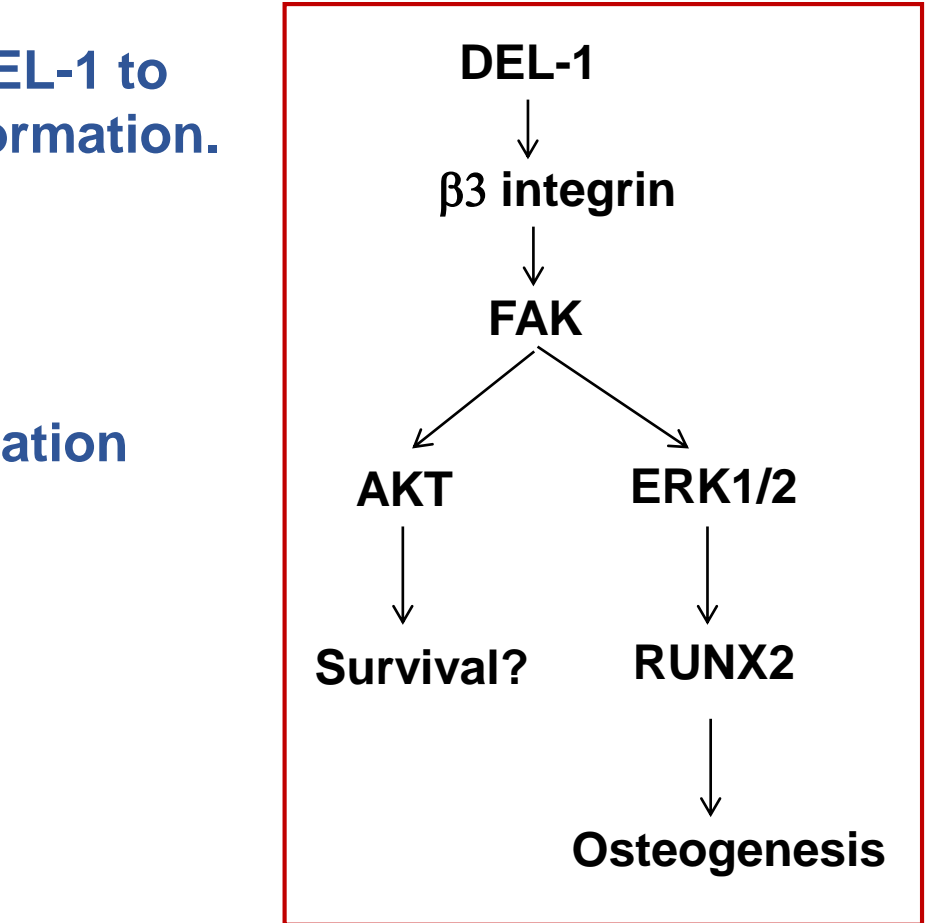 EL-1 to
ormation.
ation
DEL-1
β3 integrin
FAK
AKT ERK1/2
Survival? RUNX2
Osteogenesis